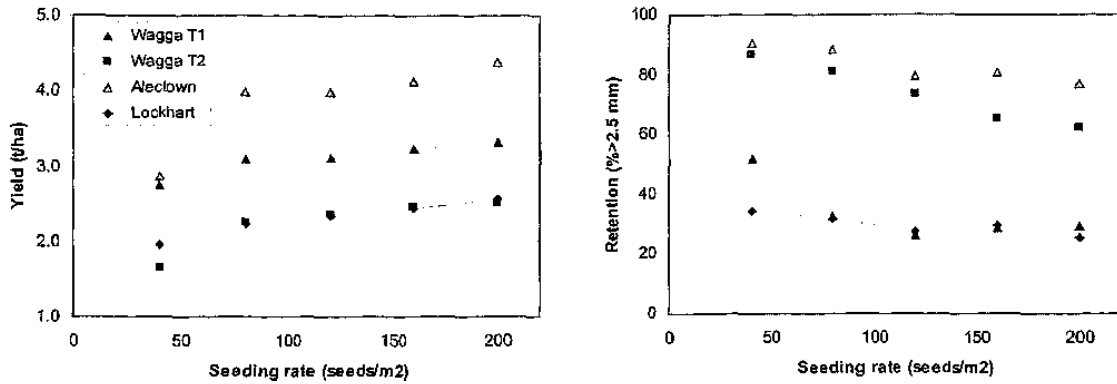 5.0
4.0
3.0
2.0
1.0
Yield (t/ha)
Wagga T1
Wagga T2
Alectown
Lockhart
0
50
100
150
200
Seeding rate (seeds/m2)
100
80
60
40
20
0
Retention (%>2.5 mm)
0
50
100
150
200
Seeding rate (seeds/m2)